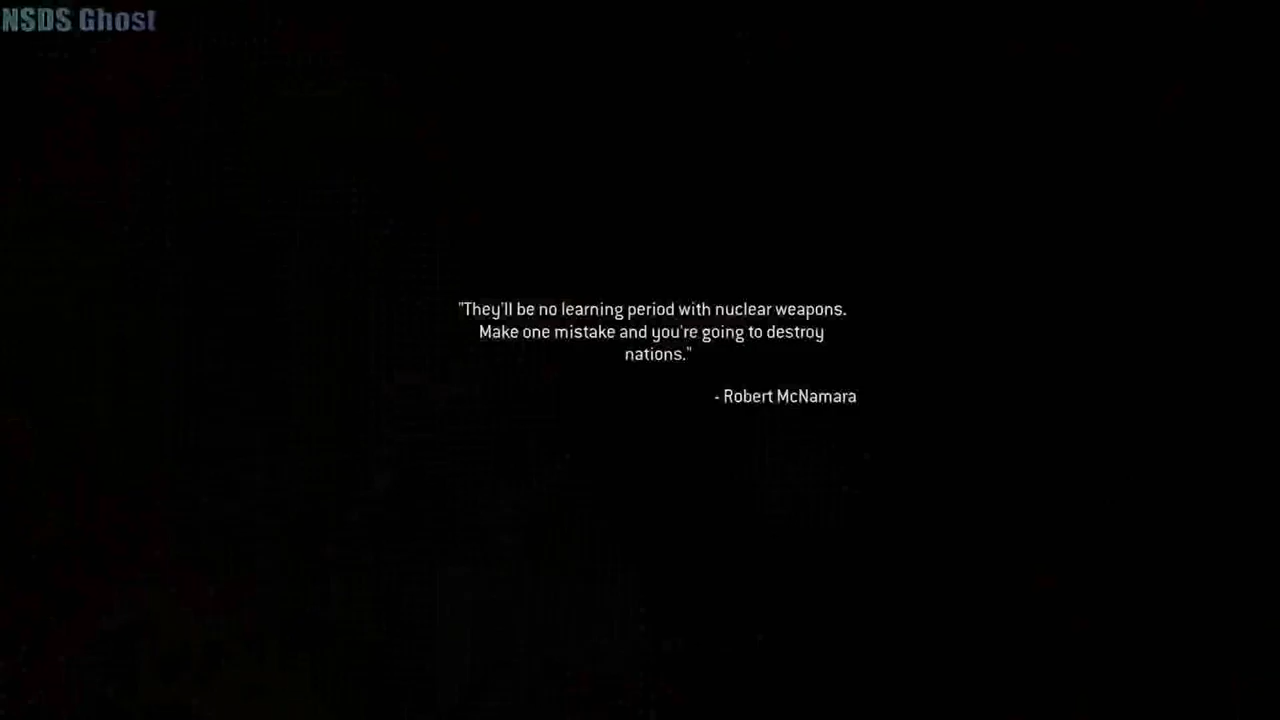 NSDS Ghost
"They'll be no learning period with nuclear weapons.
Make one mistake and you're going to destroy
nations."
- Robert McNamara